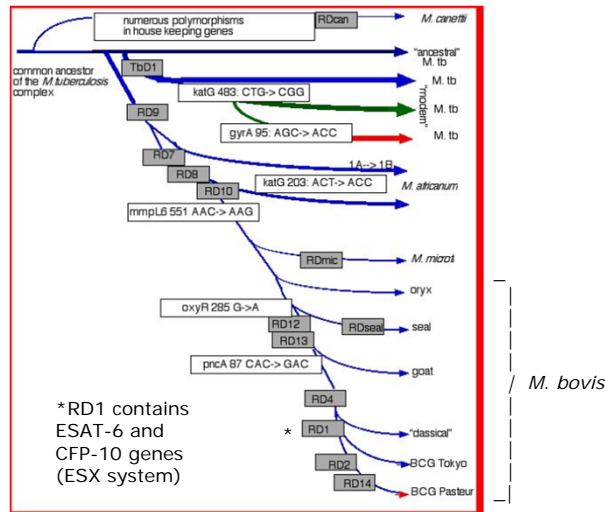 numerous polymorphisms
in house keeping genes
RDcan
M. canettii
"ancestral"
M. tb
common ancestor
of the M.tuberculosis
complex
TbD1
M. tb
katG 483: CTG-> CGG
"modern"
M. tb
RD9
gyrA 95: AGC-> ACC
M. tb
RD7
1A--> 1B
RD8
katG 203: ACT-> ACC
M. africanum
RD10
mmpL6 551 AAC-> AAG
RDmic
M. microti
oryx
oxyR 285 G->A
RD12
RDseal
seal
RD13
pncA 87 CAC-> GAC
goat
M. bovis
RD4
*RD1 contains
ESAT-6 and
CFP-10 genes
(ESX system)
*
RD1
"classical"
RD2
BCG Tokyo
RD14
BCG Pasteur